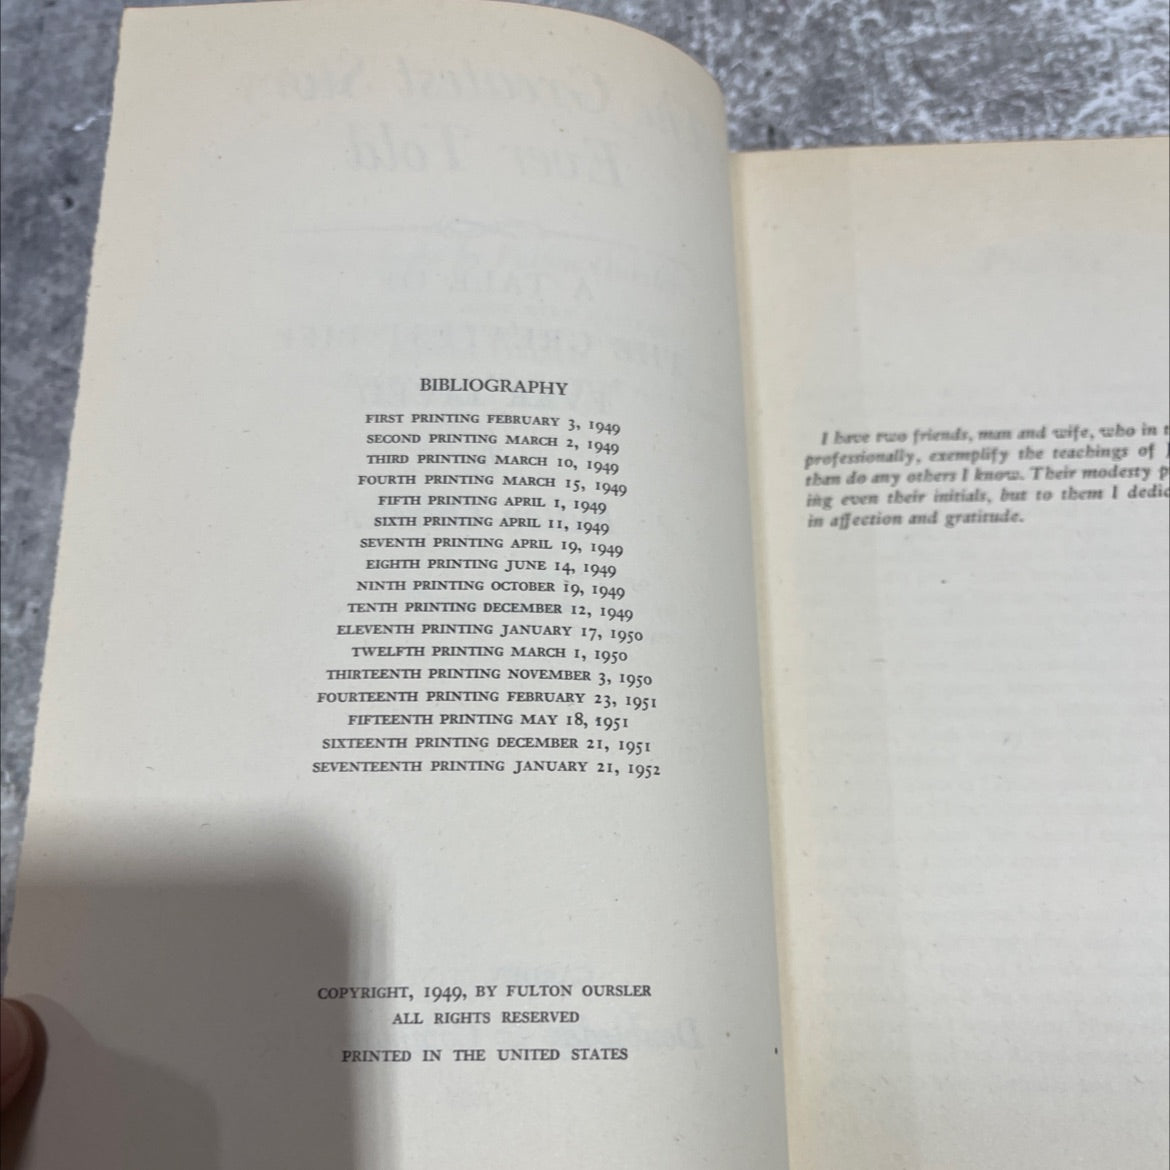 BIBLIOGRAPHY
FIRST PRINTING FEBRUARY 3, 1949
SECOND PRINTING MARCH 2, 1949
THIRD PRINTING MARCH 10, 1949
FOURTH PRINTING MARCH 15, 1949
FIFTH PRINTING APRIL 1, 1949
SIXTH PRINTING APRIL 11, 1949
SEVENTH PRINTING APRIL 19, 1949
EIGHTH PRINTING JUNE 14, 1949
NINTH PRINTING OCTOBER 19, 1949
TENTH PRINTING DECEMBER 12, 1949
ELEVENTH PRINTING JANUARY 17, 1950
TWELFTH PRINTING MARCH 1, 1950
THIRTEENTH PRINTING NOVEMBER 3, 1950
FOURTEENTH PRINTING FEBRUARY 23, 1951
FIFTEENTH PRINTING MAY 18, 1951
SIXTEENTH PRINTING DECEMBER 21, 1951
SEVENTEENTH PRINTING JANUARY 21, 1952
COPYRIGHT, 1949, BY FULTON OURSLER
ALL RIGHTS RESERVED
PRINTED IN THE UNITED STATES
I have two friends, man and wife, who in
professionally, exemplify the teachings of
than do any others I know. Their modesty
ing even their initials, but to them I
in affection and gratitude.